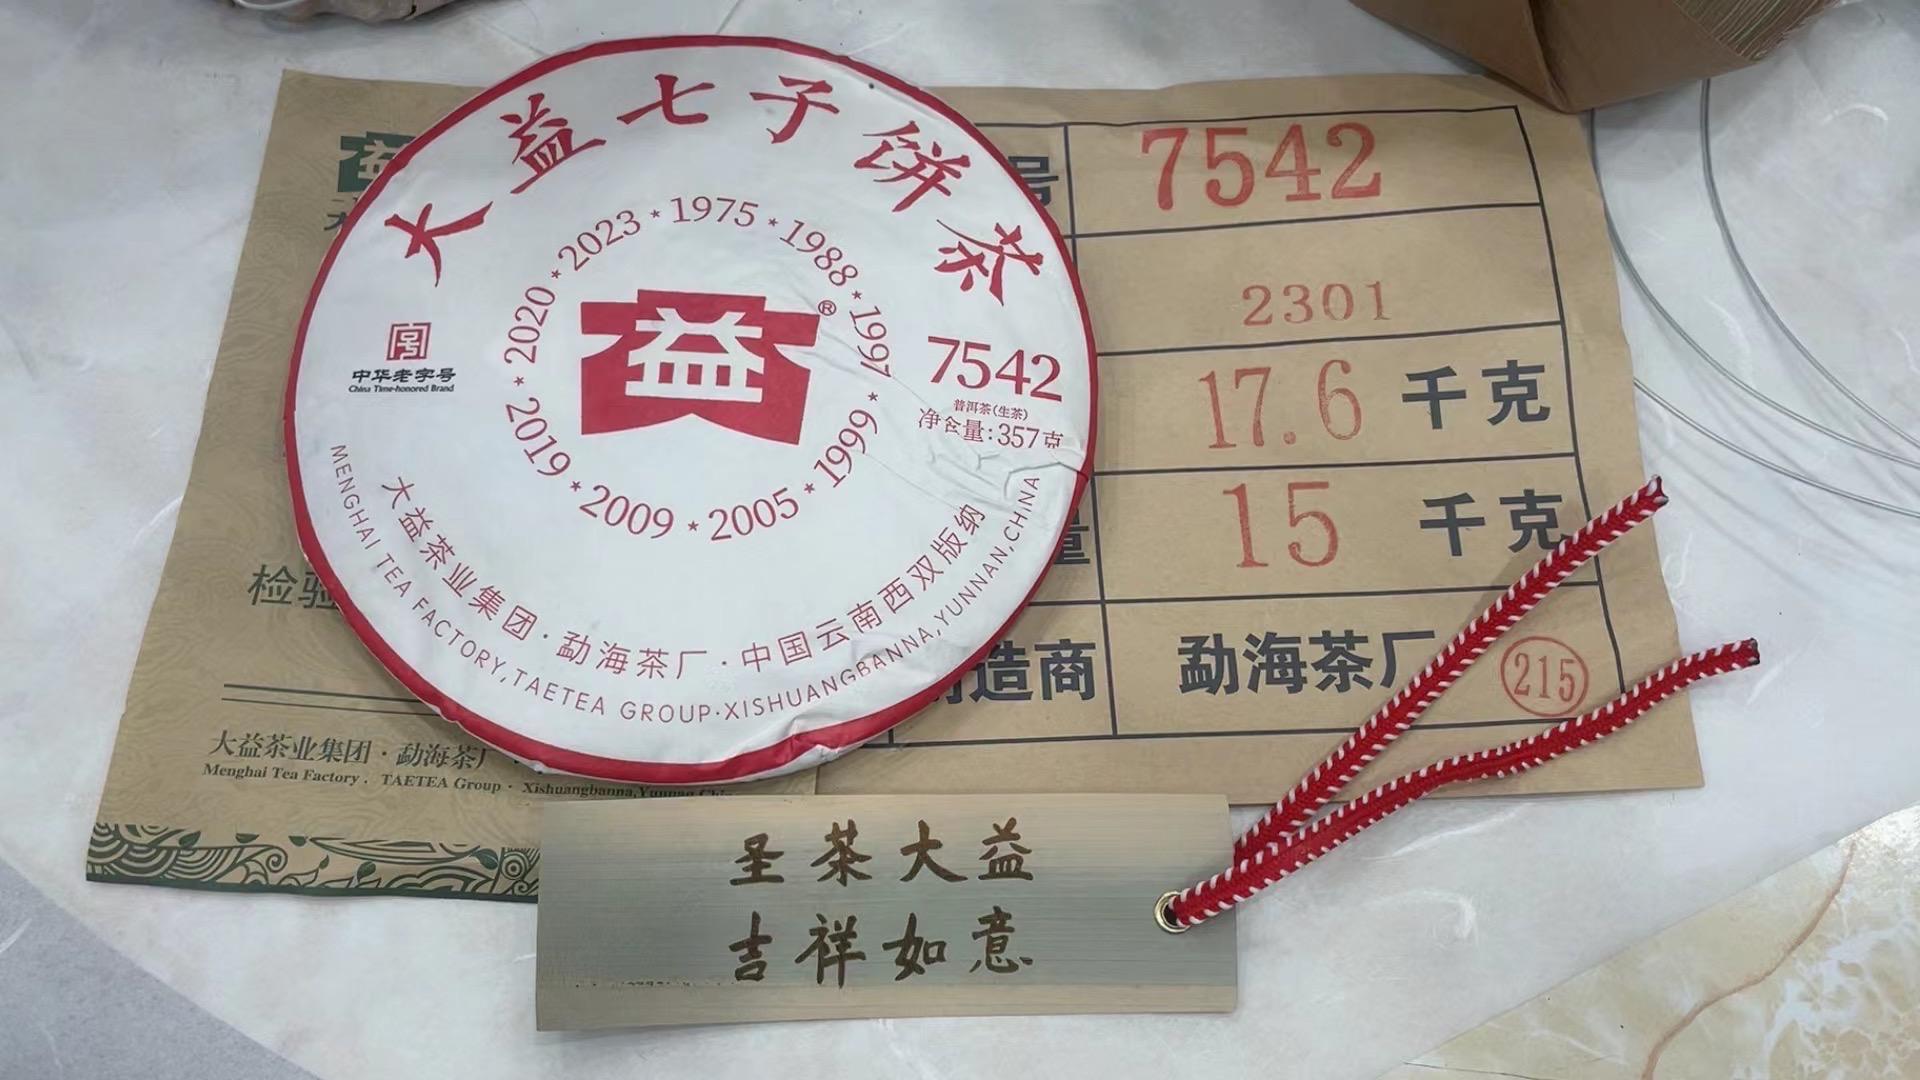 大益七子饼茶
1975 * 1988 * 1997 * 1999 * 2005 * 2009 * 2019 * 2020 * 2023 *
益®
号
中华老字号
China Time-honored Brand
7542
普洱茶(生茶)
净含量:357克
大益茶业集团·勐海茶厂·中国云南西双版纳
MENGHAI TEA FACTORY,TAETEA GROUP·XISHUANGBANNA,YUNNAN,CHINA
益
检验
大益茶业集团·勐海茶厂
Menghai Tea Factory . TAETEA Group · Xishuangbanna,Yunnan
号 7542
2301
17.6 千克
量 15 千克
造商 勐海茶厂 215
圣茶大益
吉祥如意